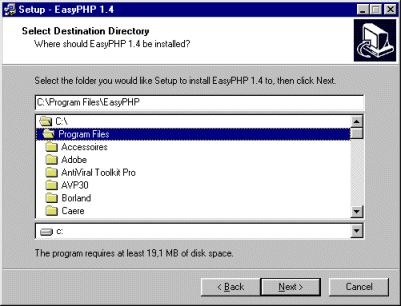 Setup - EasyPHP 1.4
Select Destination Directory
Where should EasyPHP 1.4 be installed?
Select the folder you would like Setup to install EasyPHP 1.4 to, then click Next.
C:\Program Files\EasyPHP
C:\
Program Files
Accessoires
Adobe
AntiViral Toolkit Pro
AVP30
Borland
Caere
c:
The program requires at least 19,1 MB of disk space.
< Back
Next >
Cancel